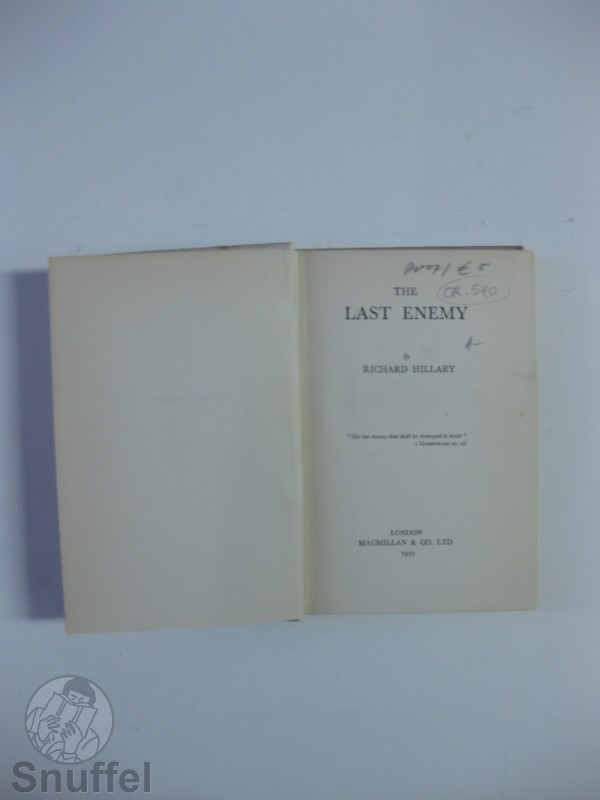 € 5
THE
OR-590
LAST ENEMY
A-
by
RICHARD HILLARY
"The last enemy that shall be destroyed is death"
1 CORINTHIANS xv. 26
LONDON
MACMILLAN & CO. LTD
Snuffel